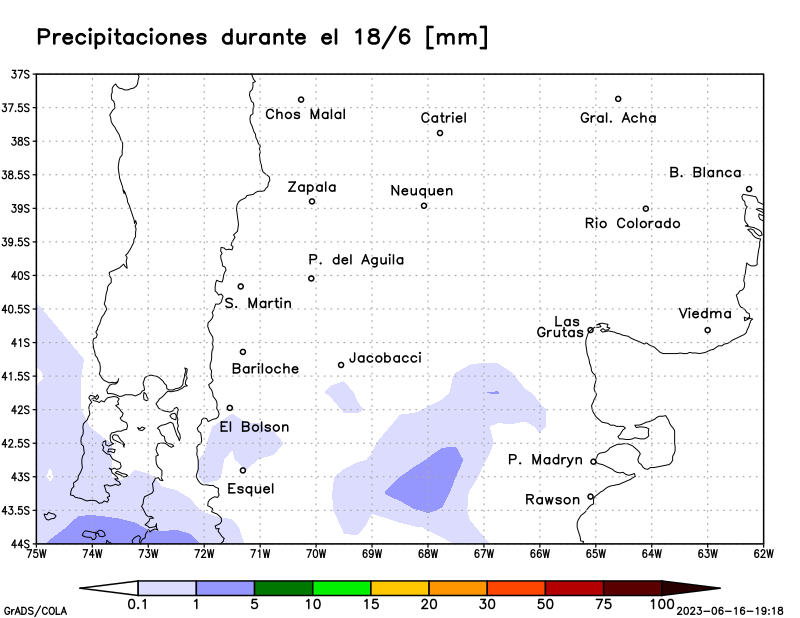 Precipitaciones durante el 18/6 [mm]
37S
37.5S
38S
38.5S
39S
39.5S
40S
40.5S
41S
41.5S
42S
42.5S
43S
43.5S
44S
Chos Malal
Catriel
Gral. Acha
B. Blanca
Zapala
Neuquen
Rio Colorado
P. del Aguila
S. Martin
Viedma
Las
Grutas
Bariloche
Jacobacci
El Bolson
Esquel
P. Madryn
Rawson
75W 74W 73W 72W 71W 70W 69W 68W 67W 66W 65W 64W 63W 62W
0.1 1 5 10 15 20 30 50 75 100
GrADS/COLA
2023-06-16-19:18